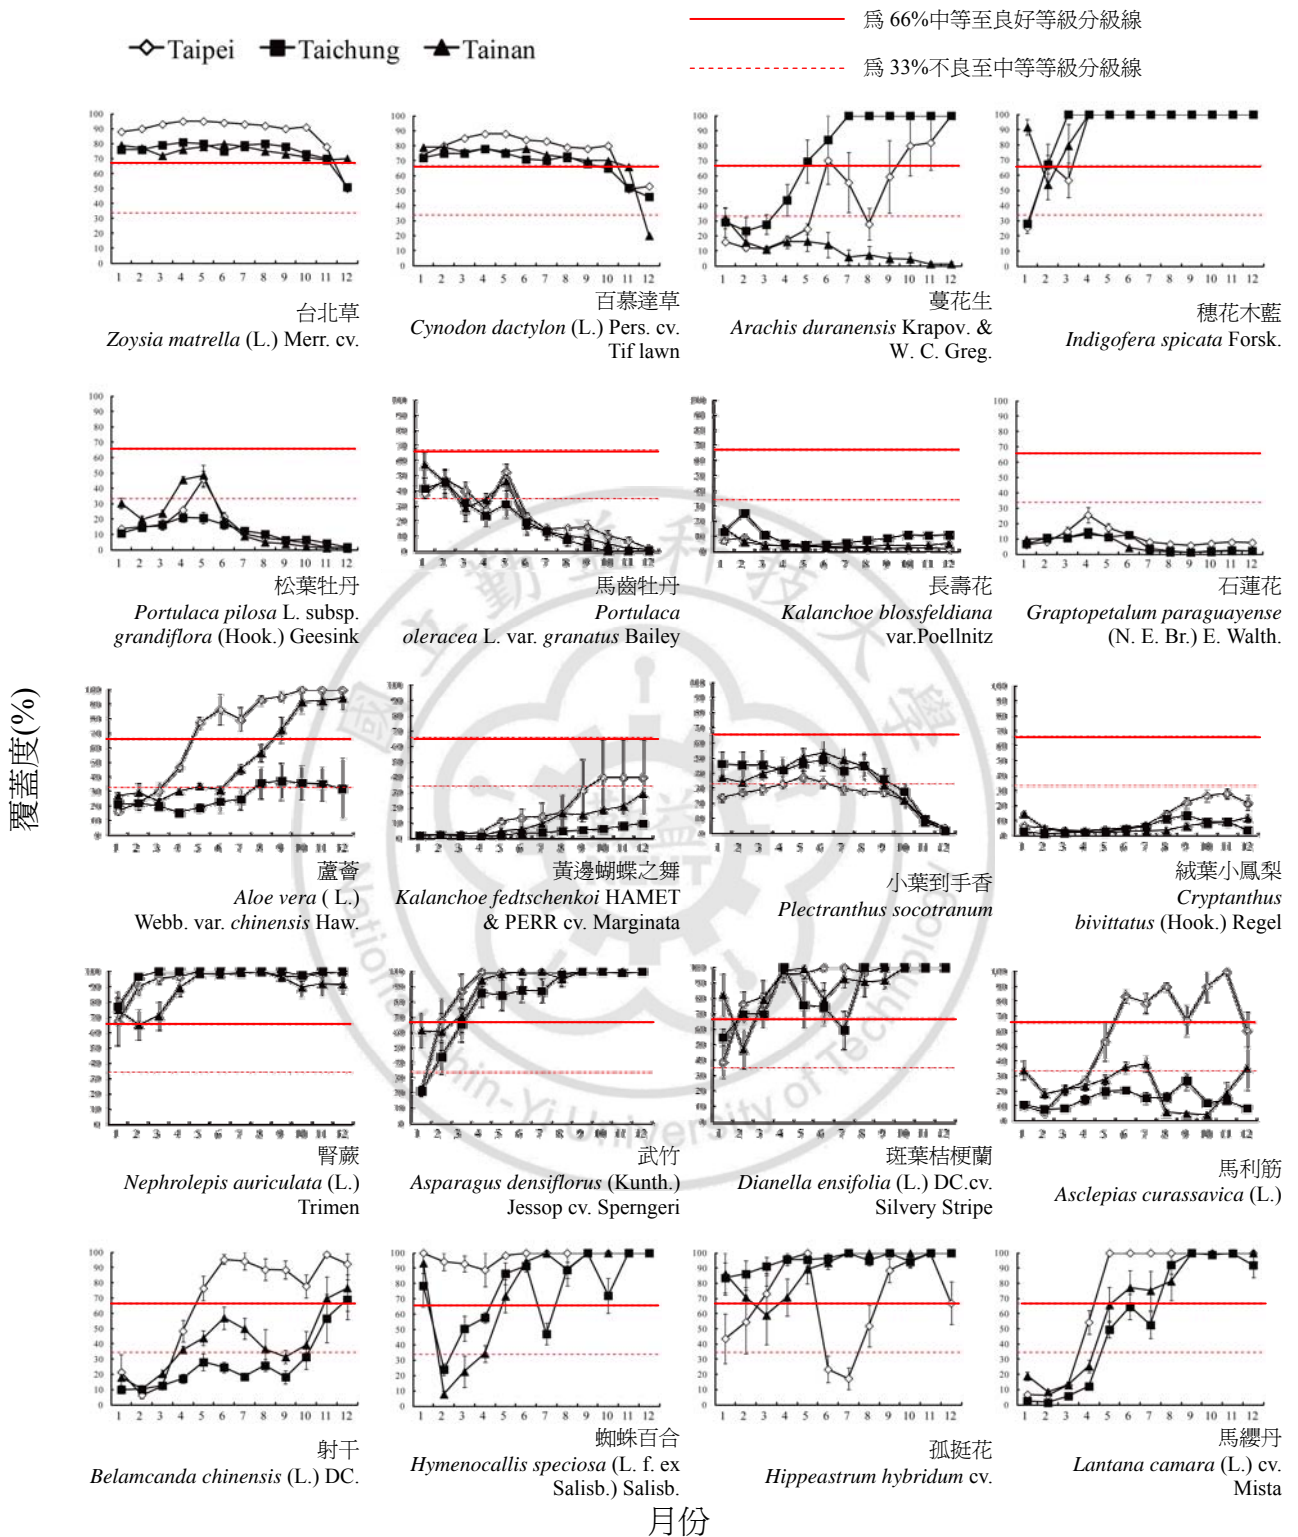 為 66%中等至良好等級分級線
Taipei Taichung Tainan
為 33%不良至中等等級分級線
台北草
Zoysia matrella (L.) Merr. cv.
百慕達草
Cynodon dactylon (L.) Pers. cv.
Tif lawn
蔓花生
Arachis duranensis Krapov. &
W. C. Greg.
穗花木藍
Indigofera spicata Forsk.
松葉牡丹
Portulaca pilosa L. subsp.
grandiflora (Hook.) Geesink
馬齒牡丹
Portulaca
oleracea L. var. granatus Bailey
長壽花
Kalanchoe blossfeldiana
var.Poellnitz
石蓮花
Graptopetalum paraguayense
(N. E. Br.) E. Walth.
覆蓋度(%)
蘆薈
Aloe vera ( L.)
Webb. var. chinensis Haw.
黃邊蝴蝶之舞
Kalanchoe fedtschenkoi HAMET
& PERR cv. Marginata
小葉到手香
Plectranthus socotranum
絨葉小鳳梨
Cryptanthus
bivittatus (Hook.) Regel
腎蕨
Nephrolepis auriculata (L.)
Trimen
武竹
Asparagus densiflorus (Kunth.)
Jessop cv. Sperngeri
斑葉桔梗蘭
Dianella ensifolia (L.) DC.cv.
Silvery Stripe
馬利筋
Asclepias curassavica (L.)
射干
Belamcanda chinensis (L.) DC.
蜘蛛百合
Hymenocallis speciosa (L. f. ex
Salisb.) Salisb.
孤挺花
Hippeastrum hybridum cv.
馬纓丹
Lantana camara (L.) cv.
Mista
月份